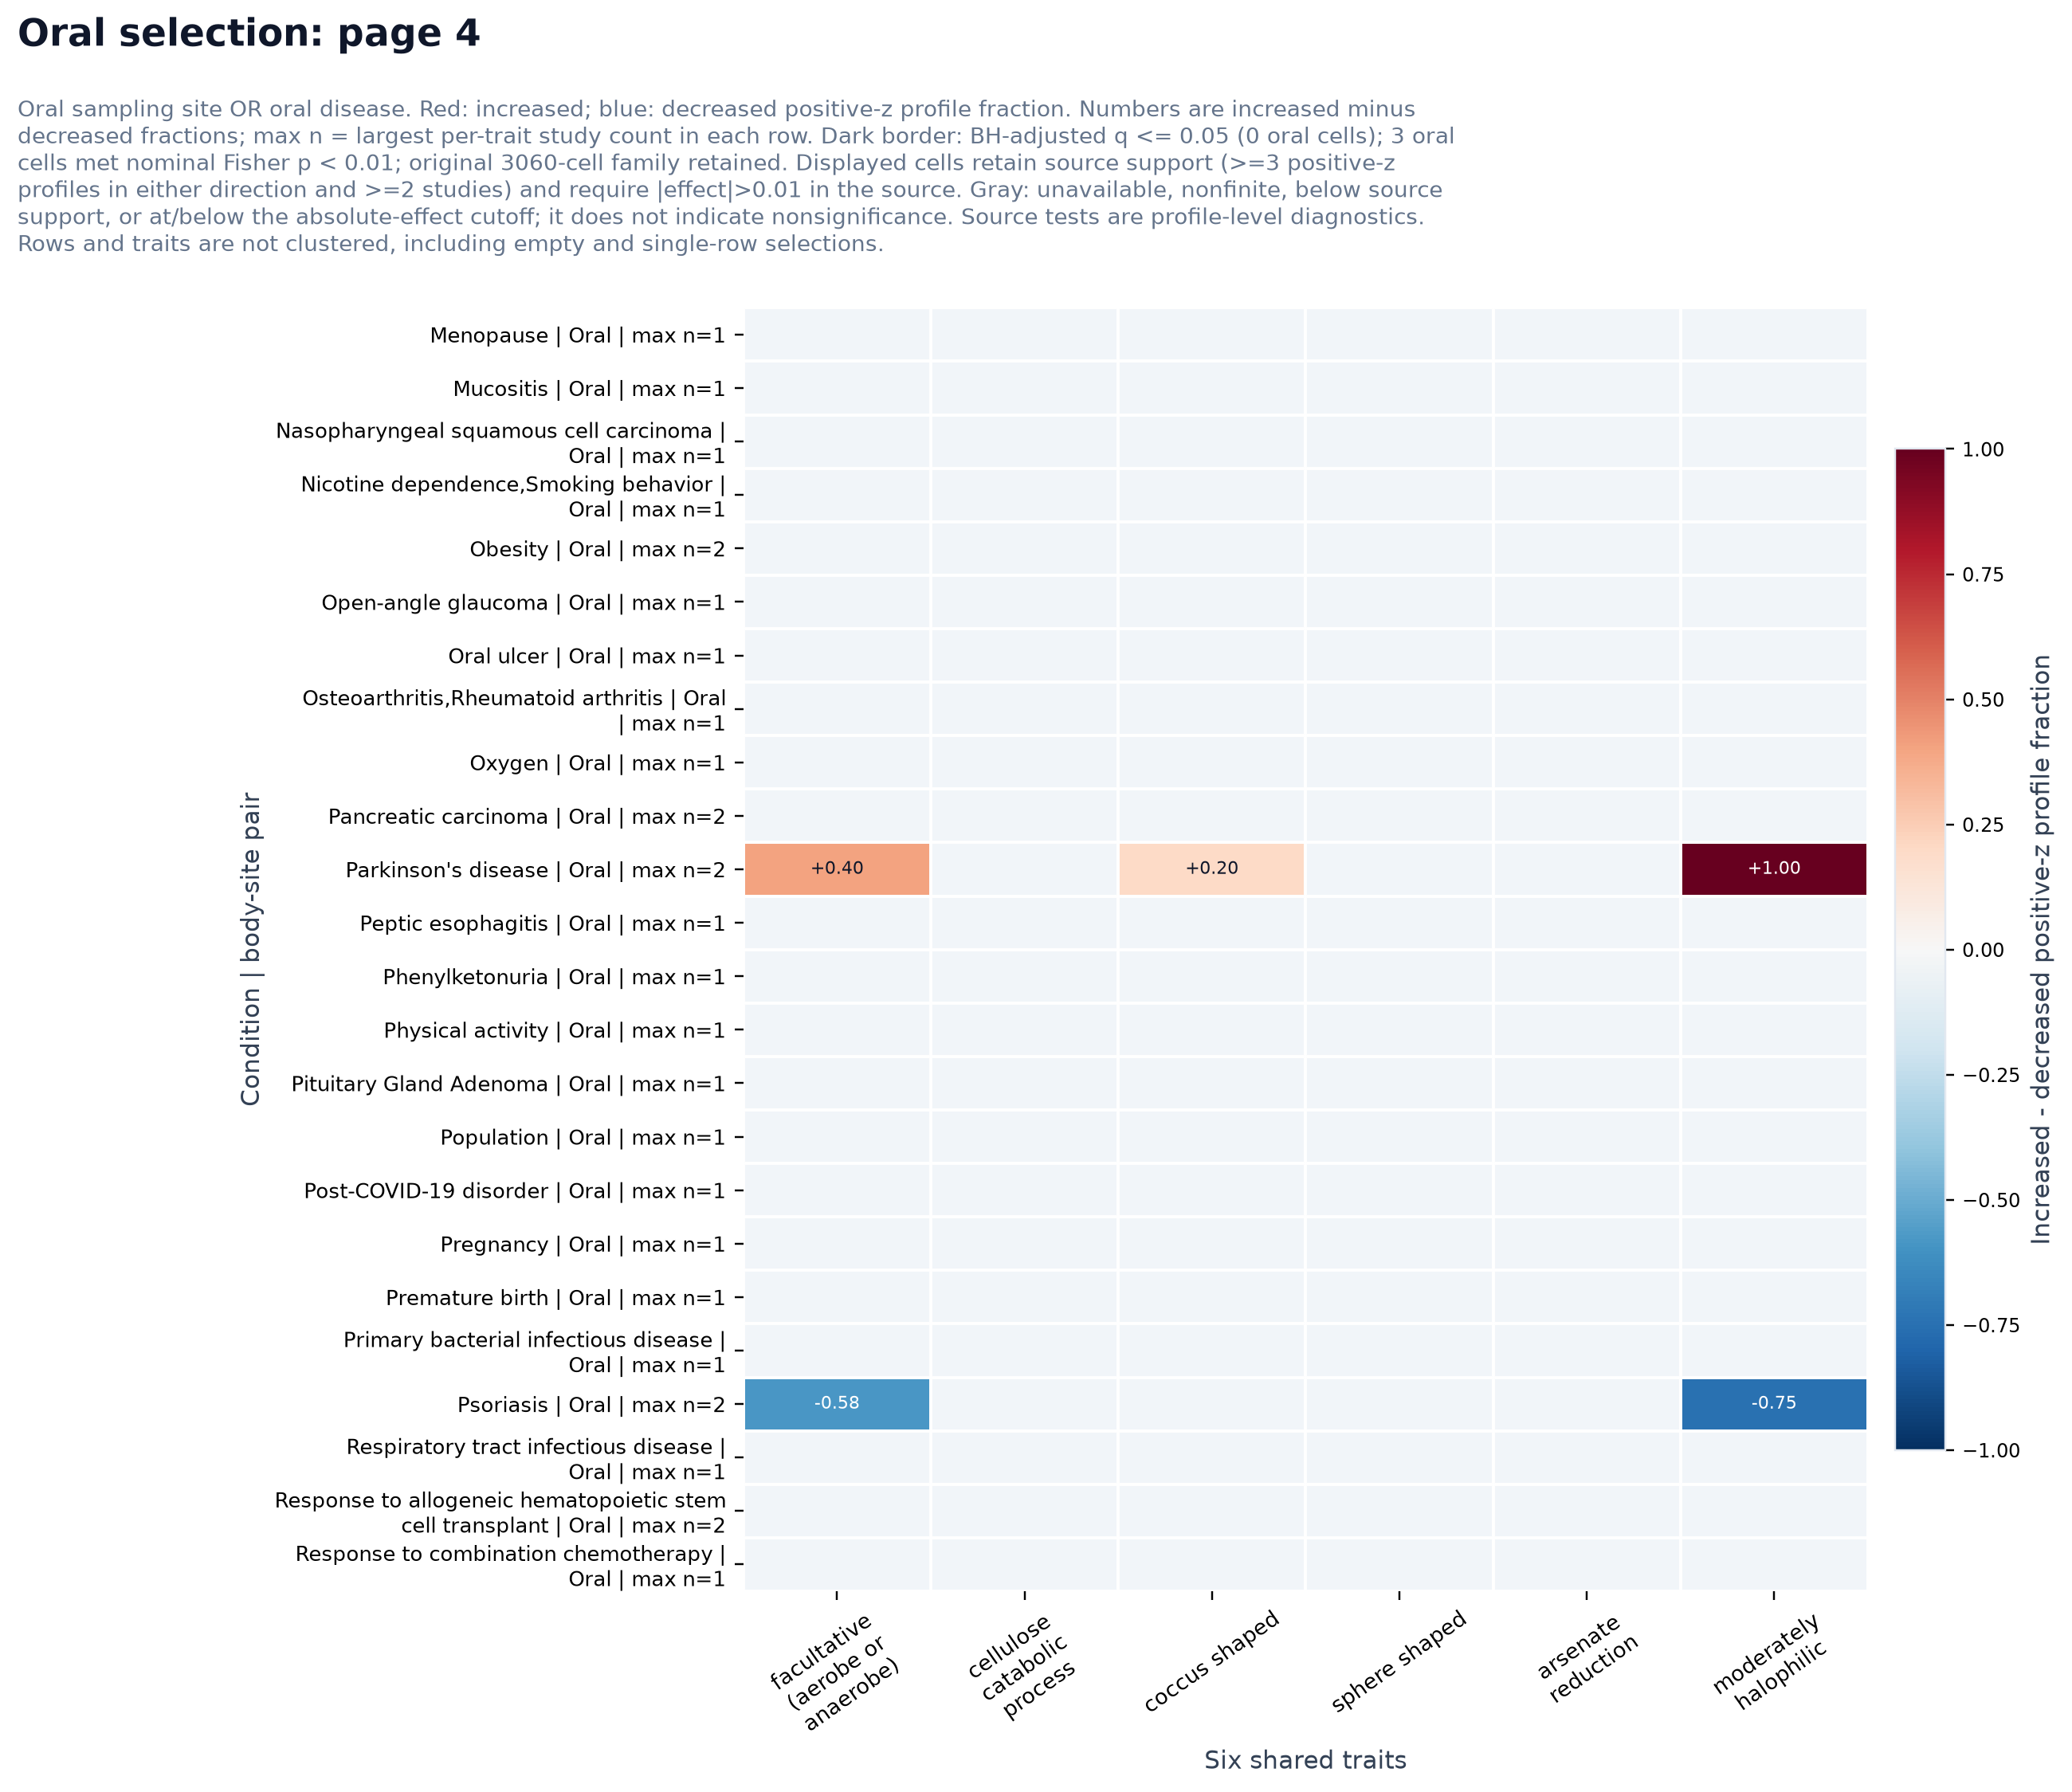 Oral selection: page 4
Oral sampling site OR oral disease. Red: increased; blue: decreased positive-z profile fraction. Numbers are increased minus
decreased fractions; max n = largest per-trait study count in each row. Dark border: BH-adjusted q <= 0.05 (0 oral cells); 3 oral
cells met nominal Fisher p < 0.01; original 3060-cell family retained. Displayed cells retain source support (>=3 positive-z
profiles in either direction and >=2 studies) and require |effect|>0.01 in the source. Gray: unavailable, nonfinite, below source
support, or at/below the absolute-effect cutoff; it does not indicate nonsignificance. Source tests are profile-level diagnostics.
Rows and traits are not clustered, including empty and single-row selections.
Condition | body-site pair
Menopause | Oral | max n=1
Mucositis | Oral | max n=1
Nasopharyngeal squamous cell carcinoma |
Oral | max n=1
Nicotine dependence,Smoking behavior |
Oral | max n=1
Obesity | Oral | max n=2
Open-angle glaucoma | Oral | max n=1
Oral ulcer | Oral | max n=1
Osteoarthritis,Rheumatoid arthritis | Oral
| max n=1
Oxygen | Oral | max n=1
Pancreatic carcinoma | Oral | max n=2
Parkinson's disease | Oral | max n=2
+0.40
+0.20
+1.00
Peptic esophagitis | Oral | max n=1
Phenylketonuria | Oral | max n=1
Physical activity | Oral | max n=1
Pituitary Gland Adenoma | Oral | max n=1
Population | Oral | max n=1
Post-COVID-19 disorder | Oral | max n=1
Pregnancy | Oral | max n=1
Premature birth | Oral | max n=1
Primary bacterial infectious disease |
Oral | max n=1
Psoriasis | Oral | max n=2
-0.58
-0.75
Respiratory tract infectious disease |
Oral | max n=1
Response to allogeneic hematopoietic stem
cell transplant | Oral | max n=2
Response to combination chemotherapy |
Oral | max n=1
facultative
(aerobe or
anaerobe)
cellulose
catabolic
process
coccus shaped
sphere shaped
arsenate
reduction
moderately
halophilic
Six shared traits
1.00
0.75
0.50
0.25
0.00
−0.25
−0.50
−0.75
−1.00
Increased - decreased positive-z profile fraction